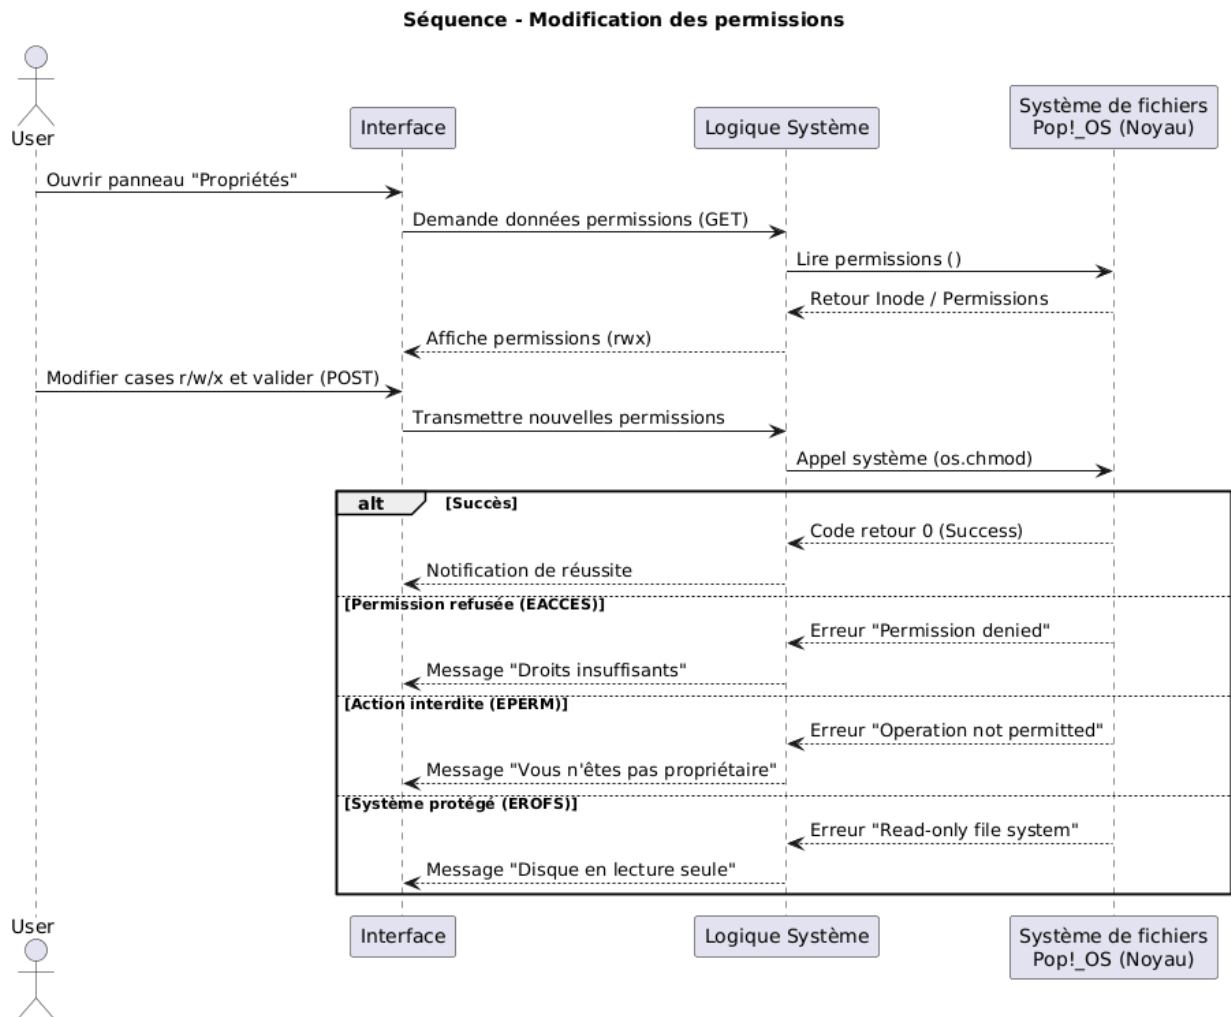 Séquence - Modification des permissions
User
Interface
Logique Système
Système de fichiers
Pop!_OS (Noyau)
Ouvrir panneau "Propriétés"
Demande données permissions (GET)
Lire permissions ()
Retour Inode / Permissions
Affiche permissions (rwx)
Modifier cases r/w/x et valider (POST)
Transmettre nouvelles permissions
Appel système (os.chmod)
alt [Succès]
Code retour 0 (Success)
Notification de réussite
[Permission refusée (EACCES)]
Erreur "Permission denied"
Message "Droits insuffisants"
[Action interdite (EPERM)]
Erreur "Operation not permitted"
Message "Vous n'êtes pas propriétaire"
[Système protégé (EROFS)]
Erreur "Read-only file system"
Message "Disque en lecture seule"
User
Interface
Logique Système
Système de fichiers
Pop!_OS (Noyau)